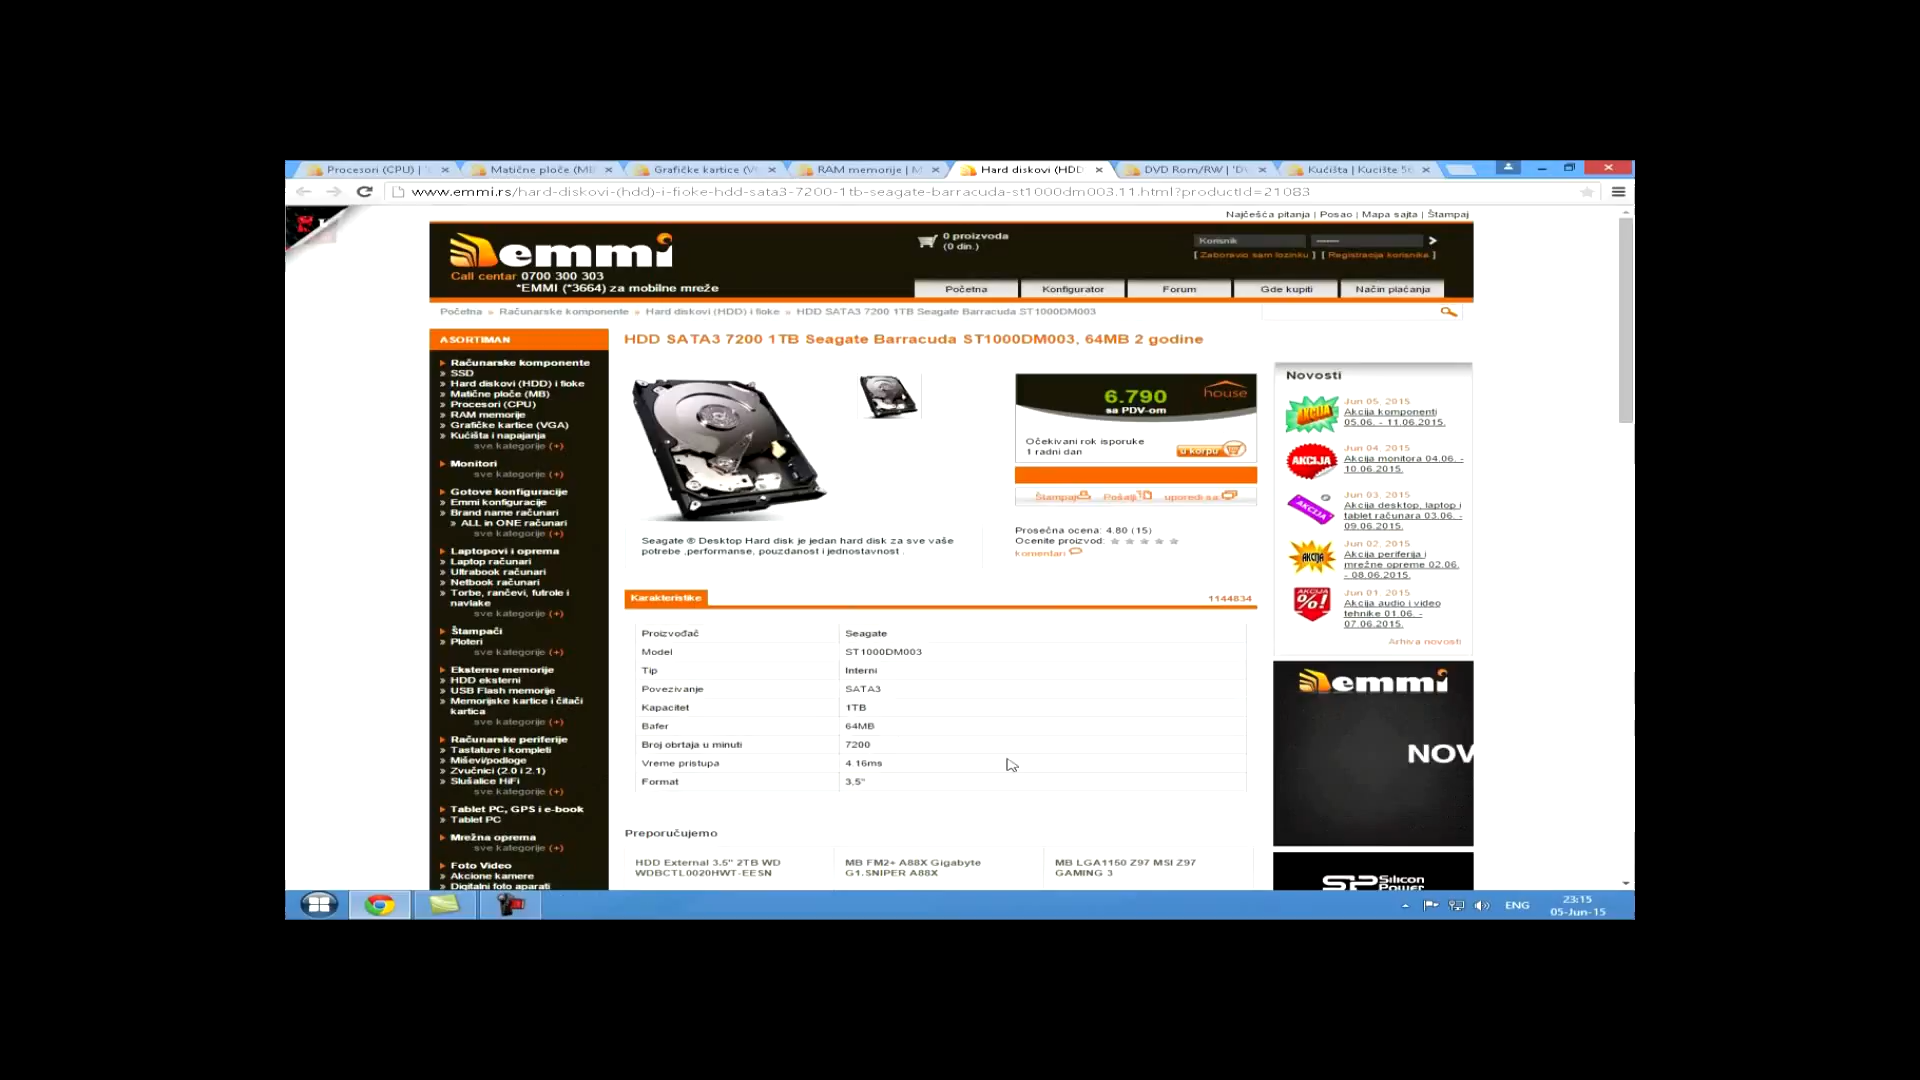 Procesori (CPU) |
Matične ploče (MB
Grafičke kartice (V
RAM memorije | M
Hard diskovi (HDD
DVD Rom/RW | 'D
Kućišta | Kucište 5
www.emmi.rs/hard-diskovi-(hdd)-i-fioke-hdd-sata3-7200-1tb-seagate-barracuda-st1000dm003.11.html?productId=21083
Najčešća pitanja | Posao | Mapa sajta | Štampaj
emmi
Call centar 0700 300 303
*EMMI (*3664) za mobilne mreže
0 proizvoda
(0 din.)
Korisnik
[ Zaboravio sam lozinku ] [ Registracija korisnika ]
Početna
Konfigurator
Forum
Gde kupiti
Način plaćanja
Početna » Računarske komponente » Hard diskovi (HDD) i fioke » HDD SATA3 7200 1TB Seagate Barracuda ST1000DM003
ASORTIMAN
Računarske komponente
» SSD
» Hard diskovi (HDD) i fioke
» Matične ploče (MB)
» Procesori (CPU)
» RAM memorije
» Grafičke kartice (VGA)
» Kućišta i napajanja
sve kategorije (+)
Monitori
sve kategorije (+)
Gotove konfiguracije
» Emmi konfiguracije
» Brand name računari
» ALL in ONE računari
sve kategorije (+)
Laptopovi i oprema
» Laptop računari
» Ultrabook računari
» Netbook računari
» Torbe, rančevi, futrole i
navlake
sve kategorije (+)
Štampači
» Ploteri
sve kategorije (+)
Eksterne memorije
» HDD eksterni
» USB Flash memorije
» Memorijske kartice i čitači
kartica
sve kategorije (+)
Računarske periferije
» Tastature i kompleti
» Miševi/podloge
» Zvučnici (2.0 i 2.1)
» Slušalice HiFi
sve kategorije (+)
Tablet PC, GPS i e-book
» Tablet PC
Mrežna oprema
sve kategorije (+)
Foto Video
» Akcione kamere
» Digitalni foto aparati
HDD SATA3 7200 1TB Seagate Barracuda ST1000DM003, 64MB 2 godine
6.790
sa PDV-om
house
Očekivani rok isporuke
1 radni dan
u korpu
Štampaj
Pošalji
uporedi sa
Prosečna ocena: 4.80 (15)
Ocenite proizvod:
komentari
Seagate ® Desktop Hard disk je jedan hard disk za sve vaše
potrebe ,performanse, pouzdanost i jednostavnost .
Karakteristike
1144834
Proizvođač Seagate
Model ST1000DM003
Tip Interni
Povezivanje SATA3
Kapacitet 1TB
Bafer 64MB
Broj obrtaja u minuti 7200
Vreme pristupa 4.16ms
Format 3,5"
Preporučujemo
HDD External 3.5" 2TB WD
WDBCTL0020HWT-EESN
MB FM2+ A88X Gigabyte
G1.SNIPER A88X
MB LGA1150 Z97 MSI Z97
GAMING 3
Novosti
AKCIJA
Jun 05, 2015
Akcija komponenti
05.06. - 11.06.2015.
AKCIJA
Jun 04, 2015
Akcija monitora 04.06. -
10.06.2015.
AKCIJA
Jun 03, 2015
Akcija desktop, laptop i
tablet računara 03.06. -
09.06.2015.
AKCIJA
Jun 02, 2015
Akcija periferija i
mrežne opreme 02.06.
- 08.06.2015.
AKCIJA
%!
Jun 01, 2015
Akcija audio i video
tehnike 01.06. -
07.06.2015.
Arhiva novosti
emmi
NOV
SP Silicon
Power
ENG
23:15
05-Jun-15